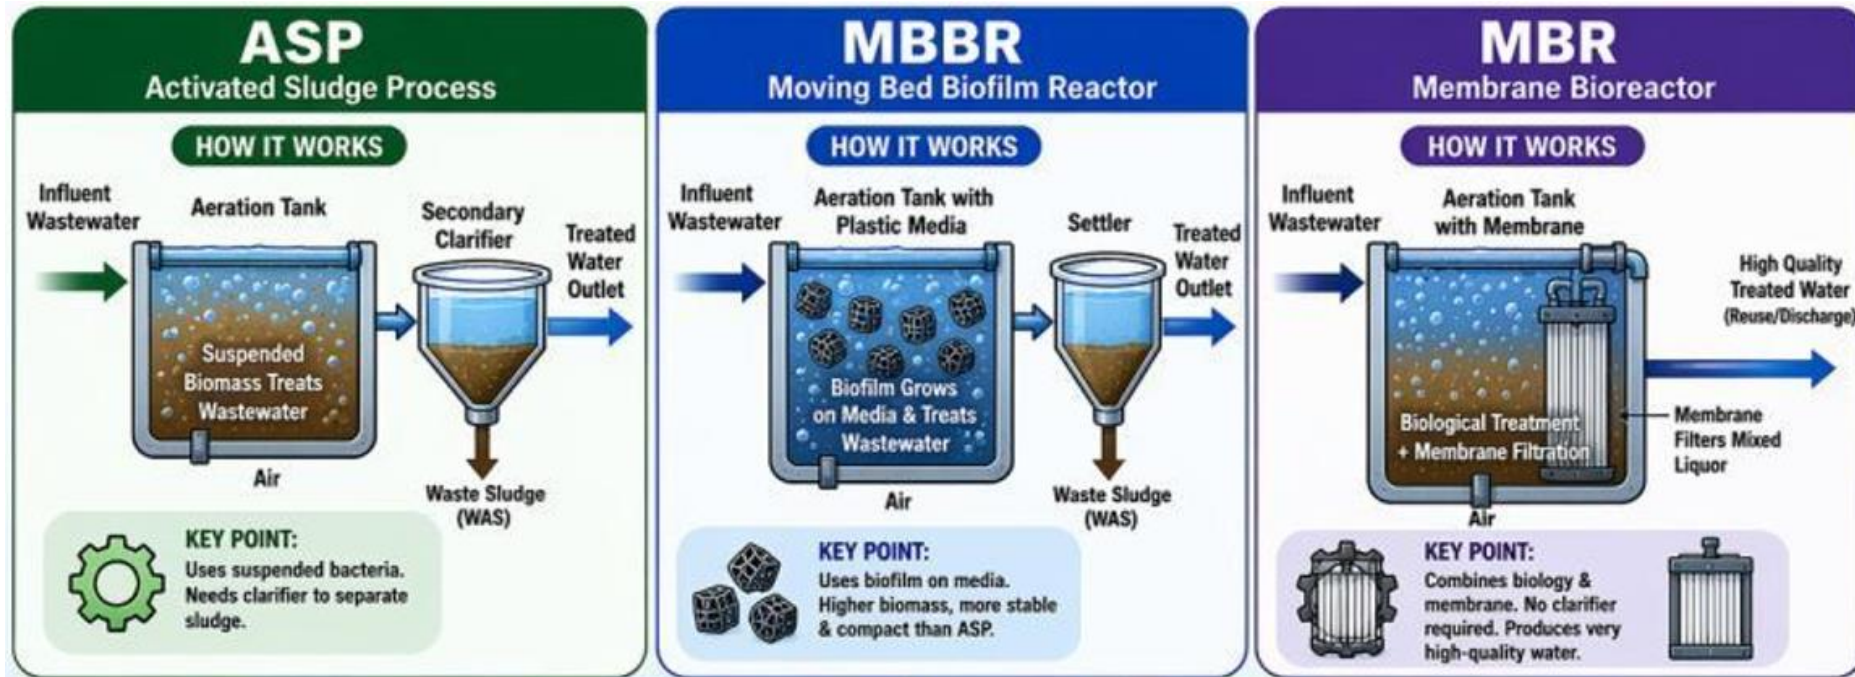 ASP
Activated Sludge Process
HOW IT WORKS
Influent
Wastewater
Aeration Tank
Secondary
Clarifier
Treated
Water
Outlet
Suspended
Biomass Treats
Wastewater
Air
Waste Sludge
(WAS)
KEY POINT:
Uses suspended bacteria.
Needs clarifier to separate
sludge.
MBBR
Moving Bed Biofilm Reactor
HOW IT WORKS
Influent
Wastewater
Aeration Tank with
Plastic Media
Settler
Treated
Water
Outlet
Biofilm Grows
on Media & Treats
Wastewater
Air
Waste Sludge
(WAS)
KEY POINT:
Uses biofilm on media.
Higher biomass, more stable
& compact than ASP.
MBR
Membrane Bioreactor
HOW IT WORKS
Influent
Wastewater
Aeration Tank
with Membrane
High Quality
Treated Water
(Reuse/Discharge)
Biological Treatment
+ Membrane Filtration
Membrane
Filters Mixed
Liquor
Air
KEY POINT:
Combines biology &
membrane. No clarifier
required. Produces very
high-quality water.